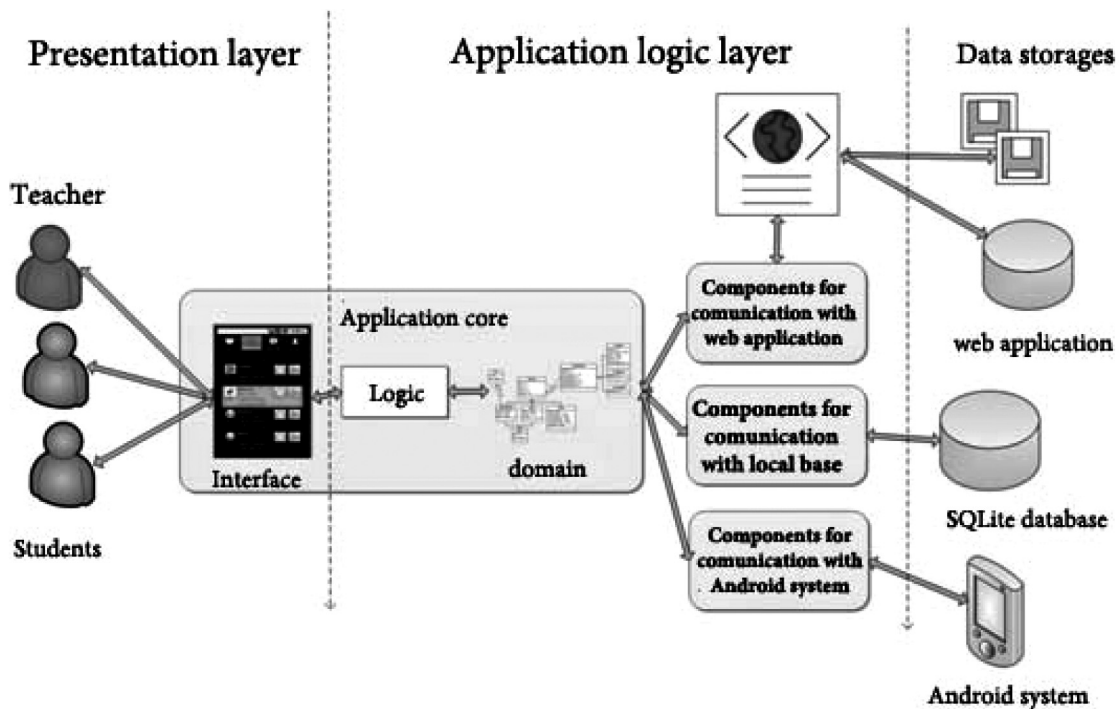 Presentation layer
Application logic layer
Data storages
Teacher
Students
Application core
Interface
Logic
domain
Components for
comunication with
web application
Components for
comunication
with local base
Components for
comunication with
Android system
web application
SQLite database
Android system